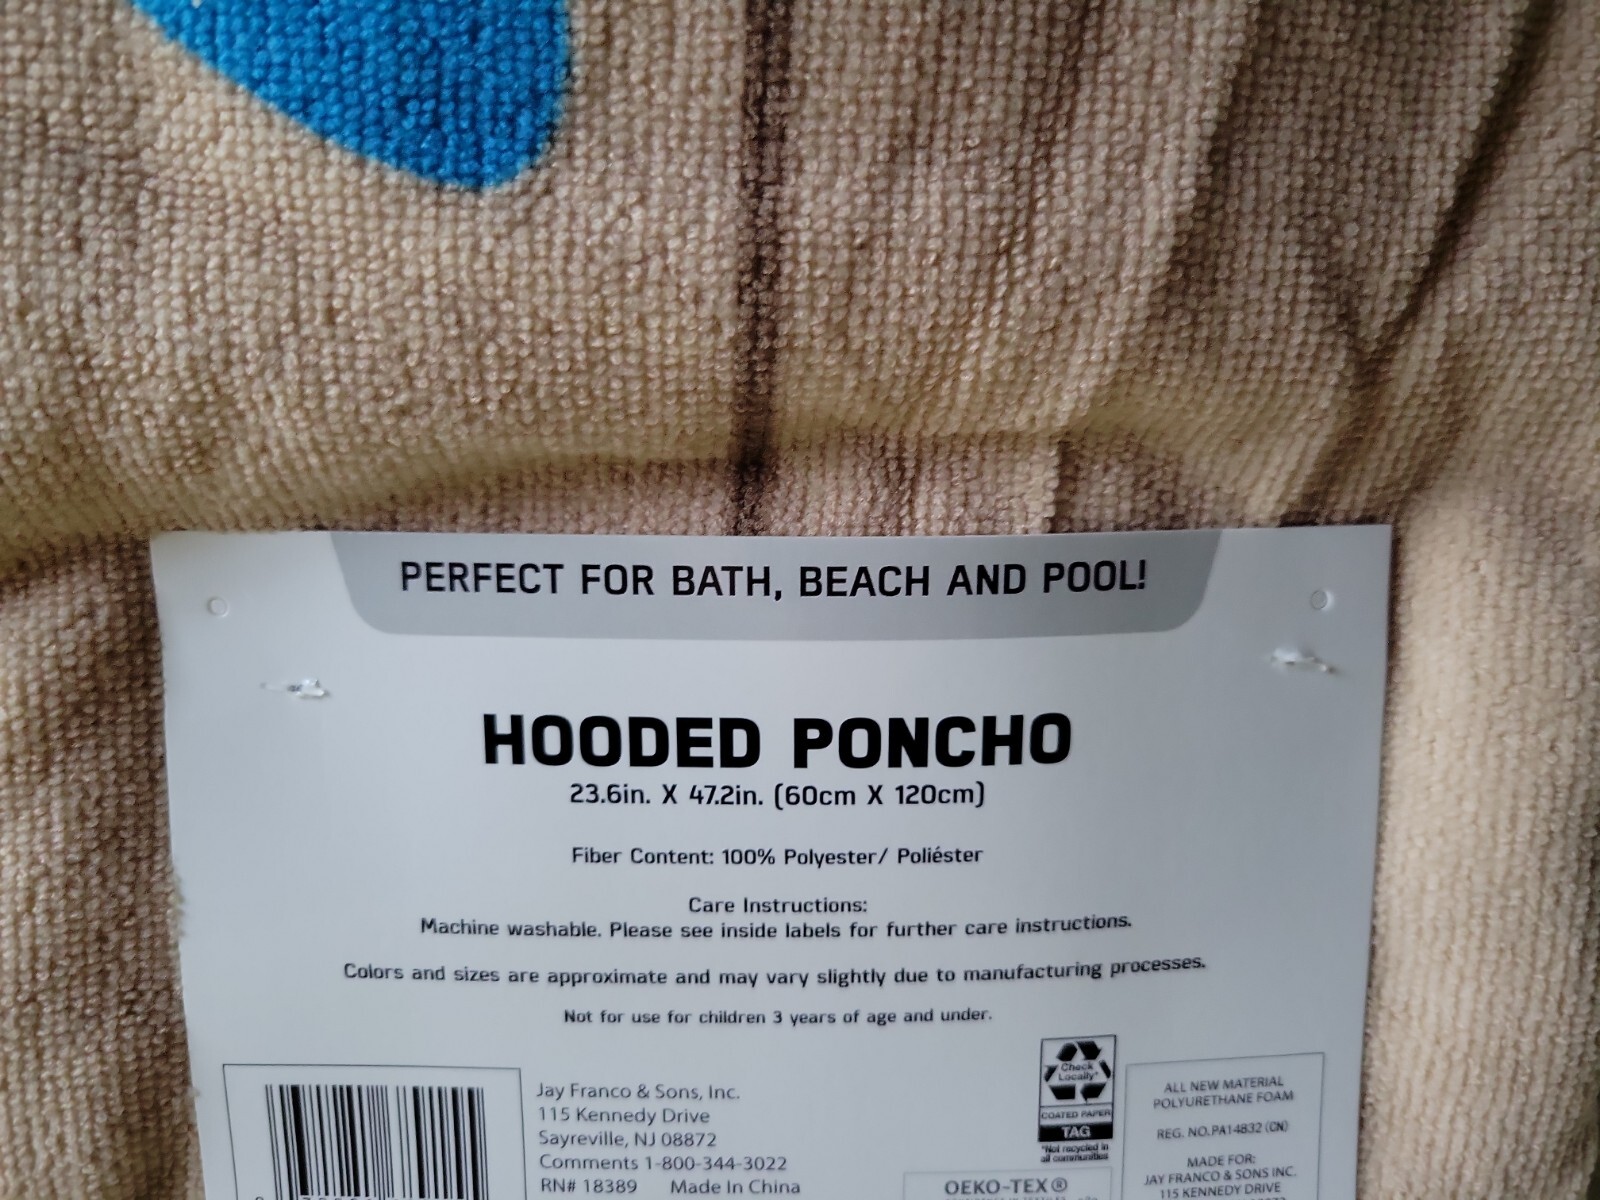 PERFECT FOR BATH, BEACH AND POOL!
HOODED PONCHO
23.6in. X 47.2in. (60cm X 120cm)
Fiber Content: 100% Polyester/ Poliéster
Care Instructions:
Machine washable. Please see inside labels for further care instructions.
Colors and sizes are approximate and may vary slightly due to manufacturing processes.
Not for use for children 3 years of age and under.
Jay Franco & Sons, Inc.
115 Kennedy Drive
Sayreville, NJ 08872
Comments 1-800-344-3022
RN# 18389 Made In China
Check
Locally*
COATED PAPER
TAG
*Not recycled in
all communities
OEKO-TEX®
ALL NEW MATERIAL
POLYURETHANE FOAM
REG. NO.PA14832 (CN)
MADE FOR:
JAY FRANCO & SONS INC.
115 KENNEDY DRIVE